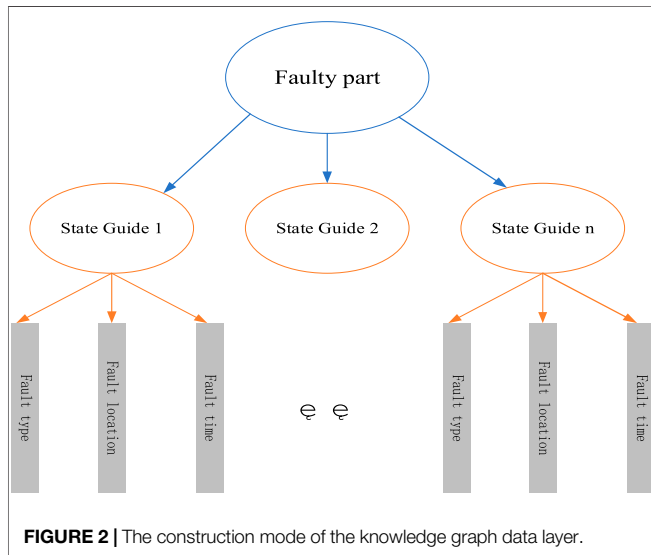 Faulty part
State Guide 1
State Guide 2
State Guide n
Fault type
Fault location
Fault time
Fault type
Fault location
Fault time
FIGURE 2 | The construction mode of the knowledge graph data layer.